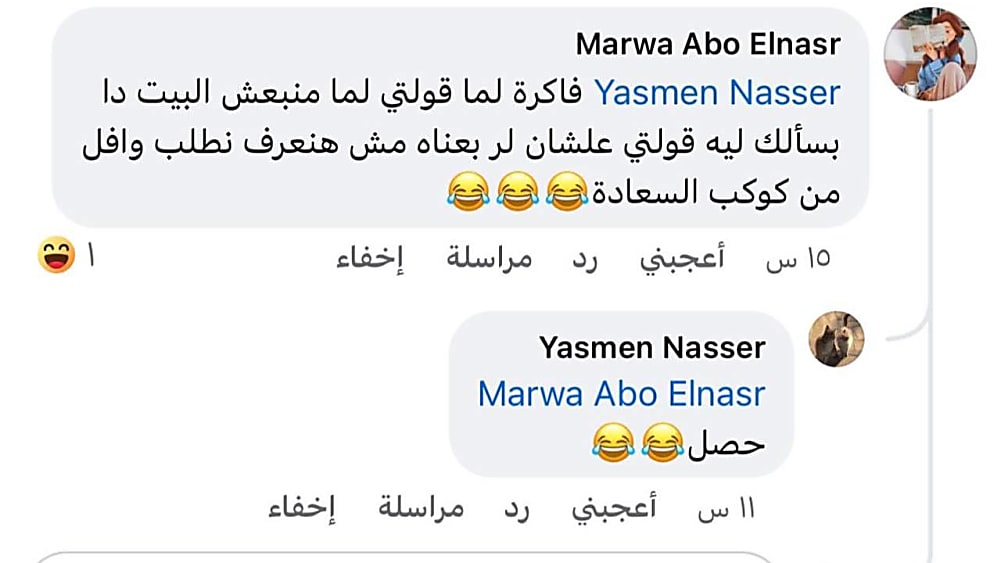 Marwa Abo Elnasr
Yasmen Nasser فاكرة لما قولتي لما منبعش البيت دا
بسألك ليه قولتي علشان لر بعناه مش هنعرف نطلب وافل
من كوكب السعادة😂😂😂
١٥ س أعجبني رد مراسلة إخفاء ١
Yasmen Nasser
Marwa Abo Elnasr
حصل😂😂
١١ س أعجبني رد مراسلة إخفاء